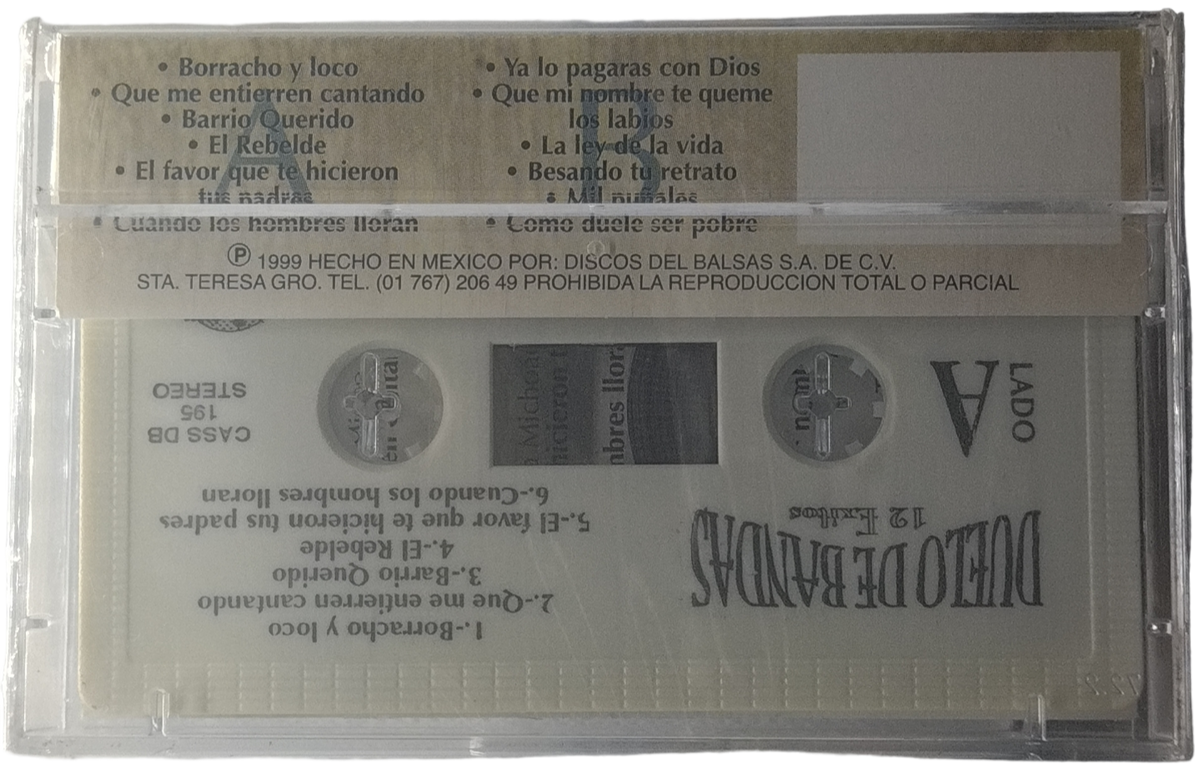 • Borracho y loco
• Que me entierren cantando
• Barrio Querido
• El Rebelde
• El favor que te hicieron
tus padres
• Cuando los hombres lloran
A
• Ya lo pagaras con Dios
• Que mi nombre te queme
los labios
• La ley de la vida
• Besando tu retrato
• Mil puñales
• Como duele ser pobre
B
Ⓟ 1999 HECHO EN MEXICO POR: DISCOS DEL BALSAS S.A. DE C.V.
STA. TERESA GRO. TEL. (01 767) 206 49 PROHIBIDA LA REPRODUCCION TOTAL O PARCIAL
DUELO DE BANDAS
12 Exitos
1.-Borracho y loco
2.-Que me entierren cantando
3.-Barrio Querido
4.-El Rebelde
5.-El favor que te hicieron tus padres
6.-Cuando los hombres lloran
LADO
A
CASS DB
195
STEREO
mbres llora